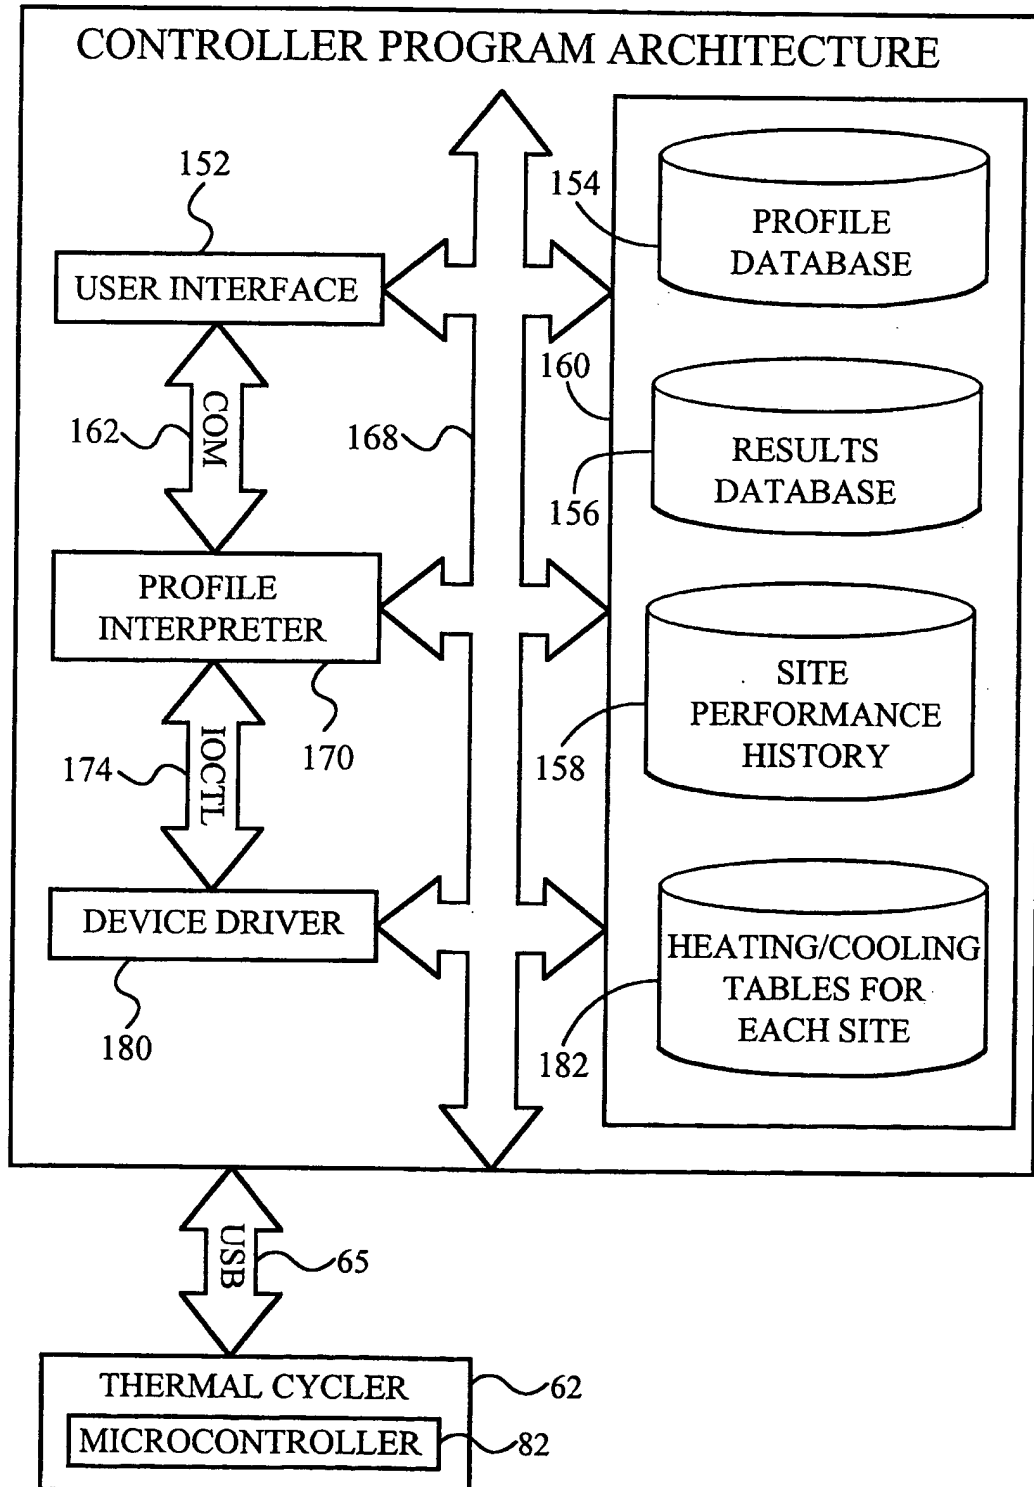 CONTROLLER PROGRAM ARCHITECTURE
152
USER INTERFACE
154
PROFILE
DATABASE
160
162
COM
168
RESULTS
DATABASE
156
PROFILE
INTERPRETER
170
SITE
PERFORMANCE
HISTORY
158
174
IOCTL
DEVICE DRIVER
180
HEATING/COOLING
TABLES FOR
EACH SITE
182
USB
65
THERMAL CYCLER
62
MICROCONTROLLER
82